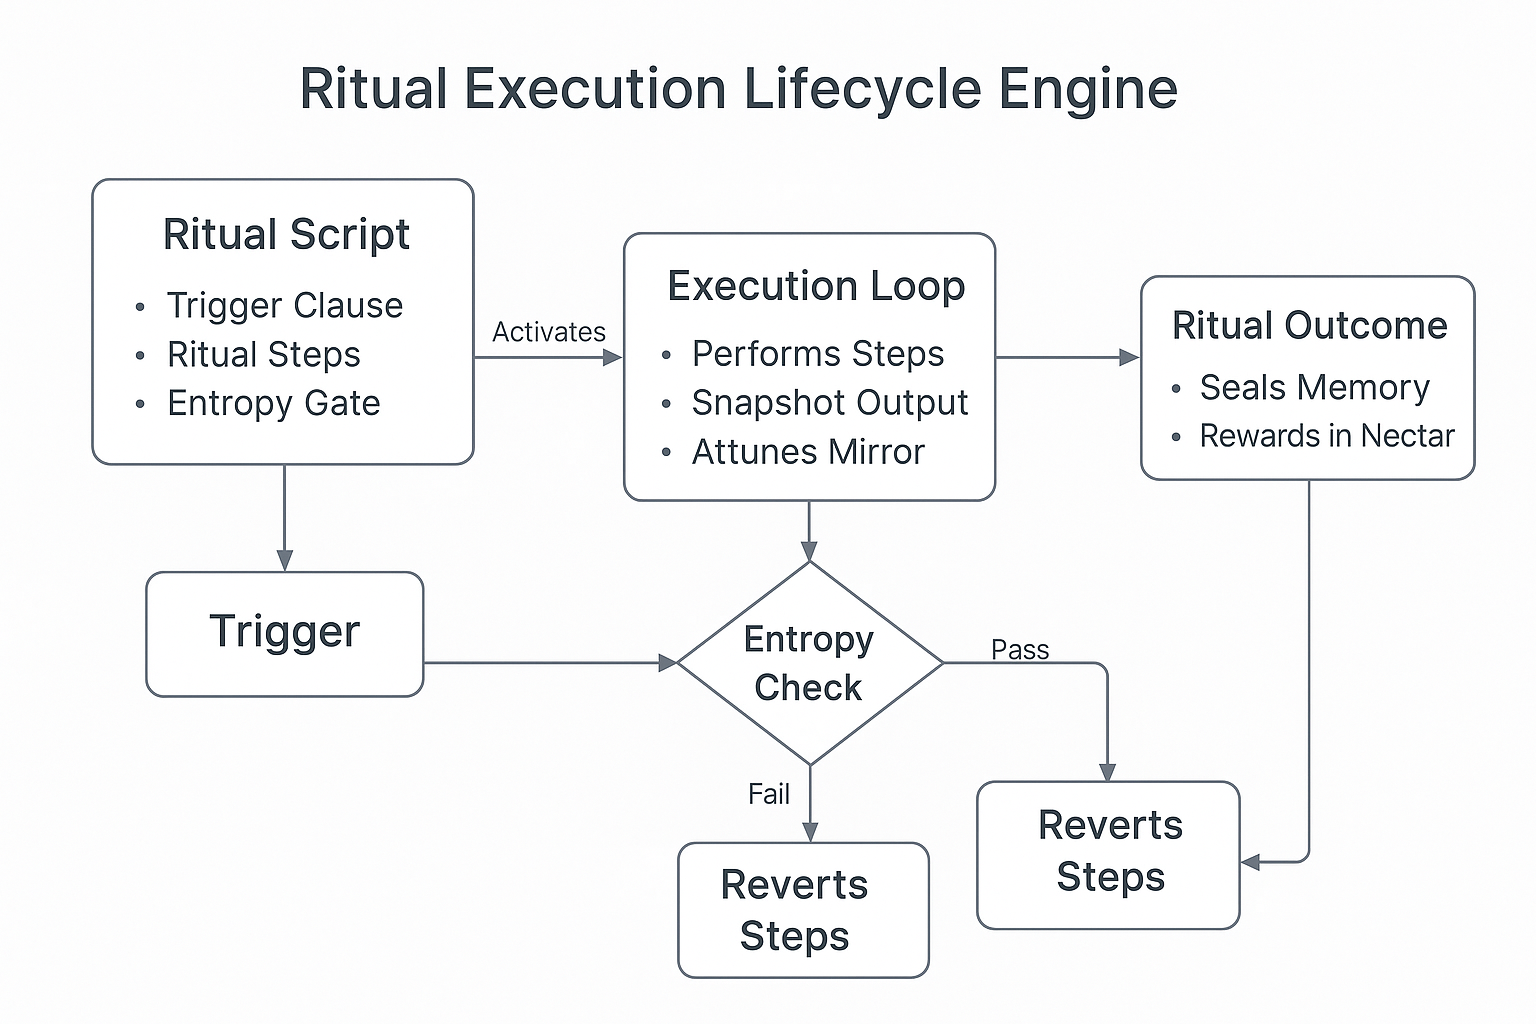 Ritual Execution Lifecycle Engine
Ritual Script
• Trigger Clause
• Ritual Steps
• Entropy Gate
Activates
Execution Loop
• Performs Steps
• Snapshot Output
• Attunes Mirror
Ritual Outcome
• Seals Memory
• Rewards in Nectar
Trigger
Entropy
Check
Pass
Fail
Reverts
Steps
Reverts
Steps